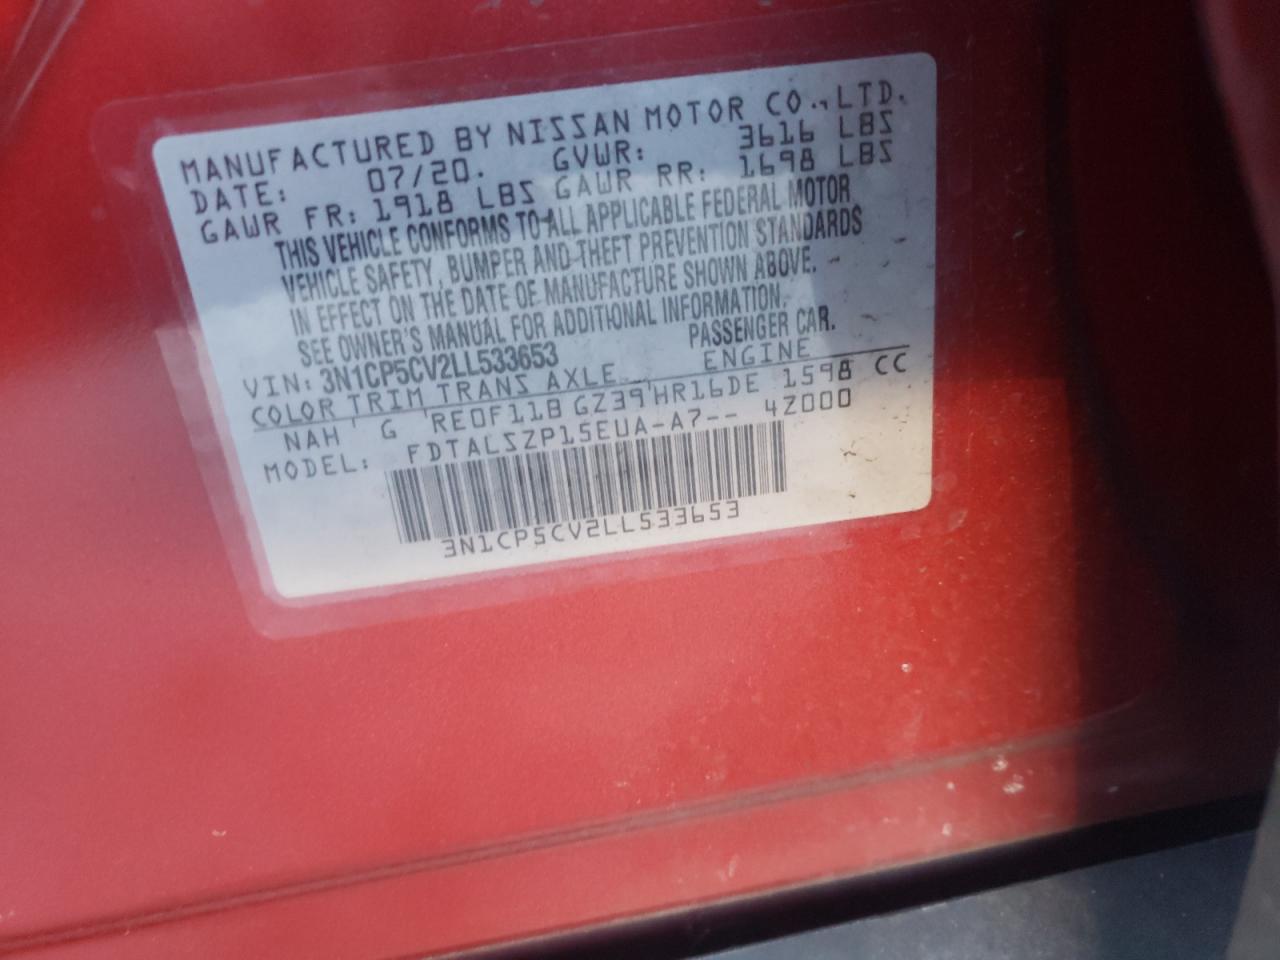 MANUFACTURED BY NISSAN MOTOR CO., LTD.
DATE: 07/20. GVWR: 3616 LBS
GAWR FR: 1918 LBS GAWR RR: 1698 LBS
THIS VEHICLE CONFORMS TO ALL APPLICABLE FEDERAL MOTOR
VEHICLE SAFETY, BUMPER AND THEFT PREVENTION STANDARDS
IN EFFECT ON THE DATE OF MANUFACTURE SHOWN ABOVE.
SEE OWNER'S MANUAL FOR ADDITIONAL INFORMATION.
VIN: 3N1CP5CV2LL533653 PASSENGER CAR.
COLOR TRIM TRANS AXLE ENGINE
NAH G RE0F11B GZ39 HR16DE 1598 CC
MODEL: FDTALSZP15EUA-A7-- 4Z000
3N1CP5CV2LL533653